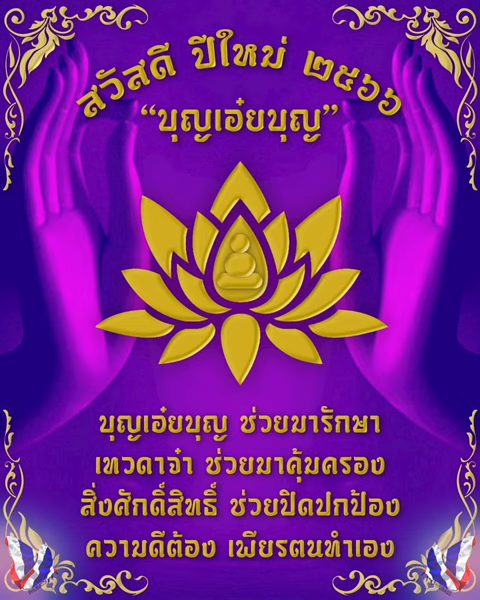 สวัสดี ปีใหม่ ๒๕๖๖
“บุญเอ๋ยบุญ”
บุญเอ๋ยบุญ ช่วยมารักษา
เทวดาจ๋า ช่วยมาคุ้มครอง
สิ่งศักดิ์สิทธิ์ ช่วยปิดปกป้อง
ความดีต้อง เพียรตนทำเอง